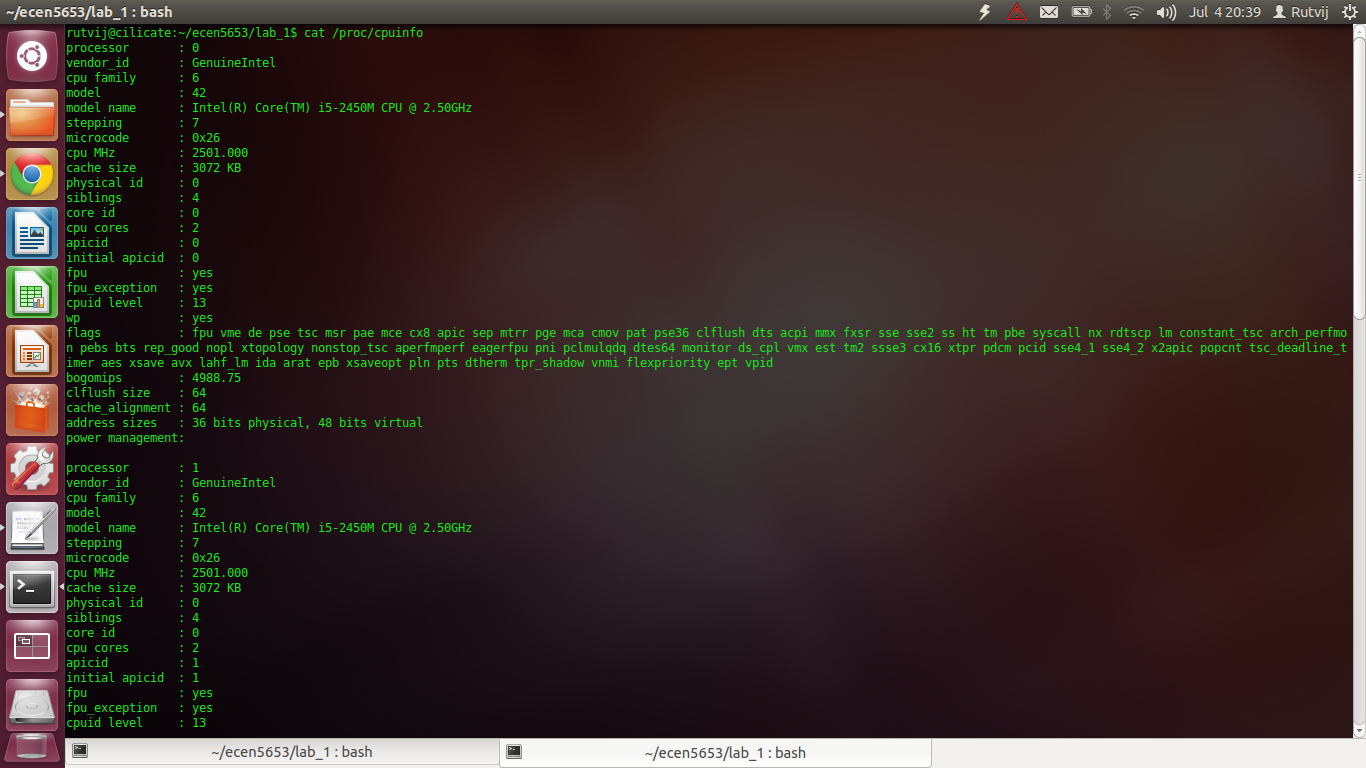 ~/ecen5653/lab_1 : bash
Jul 4 20:39 Rutvij
rutvij@cilicate:~/ecen5653/lab_1$ cat /proc/cpuinfo
processor : 0
vendor_id : GenuineIntel
cpu family : 6
model : 42
model name : Intel(R) Core(TM) i5-2450M CPU @ 2.50GHz
stepping : 7
microcode : 0x26
cpu MHz : 2501.000
cache size : 3072 KB
physical id : 0
siblings : 4
core id : 0
cpu cores : 2
apicid : 0
initial apicid : 0
fpu : yes
fpu_exception : yes
cpuid level : 13
wp : yes
flags : fpu vme de pse tsc msr pae mce cx8 apic sep mtrr pge mca cmov pat pse36 clflush dts acpi mmx fxsr sse sse2 ss ht tm pbe syscall nx rdtscp lm constant_tsc arch_perfmo
n pebs bts rep_good nopl xtopology nonstop_tsc aperfmperf eagerfpu pni pclmulqdq dtes64 monitor ds_cpl vmx est tm2 ssse3 cx16 xtpr pdcm pcid sse4_1 sse4_2 x2apic popcnt tsc_deadline_t
imer aes xsave avx lahf_lm ida arat epb xsaveopt pln pts dtherm tpr_shadow vnmi flexpriority ept vpid
bogomips : 4988.75
clflush size : 64
cache_alignment : 64
address sizes : 36 bits physical, 48 bits virtual
power management:
processor : 1
vendor_id : GenuineIntel
cpu family : 6
model : 42
model name : Intel(R) Core(TM) i5-2450M CPU @ 2.50GHz
stepping : 7
microcode : 0x26
cpu MHz : 2501.000
cache size : 3072 KB
physical id : 0
siblings : 4
core id : 0
cpu cores : 2
apicid : 1
initial apicid : 1
fpu : yes
fpu_exception : yes
cpuid level : 13
~/ecen5653/lab_1 : bash
~/ecen5653/lab_1 : bash